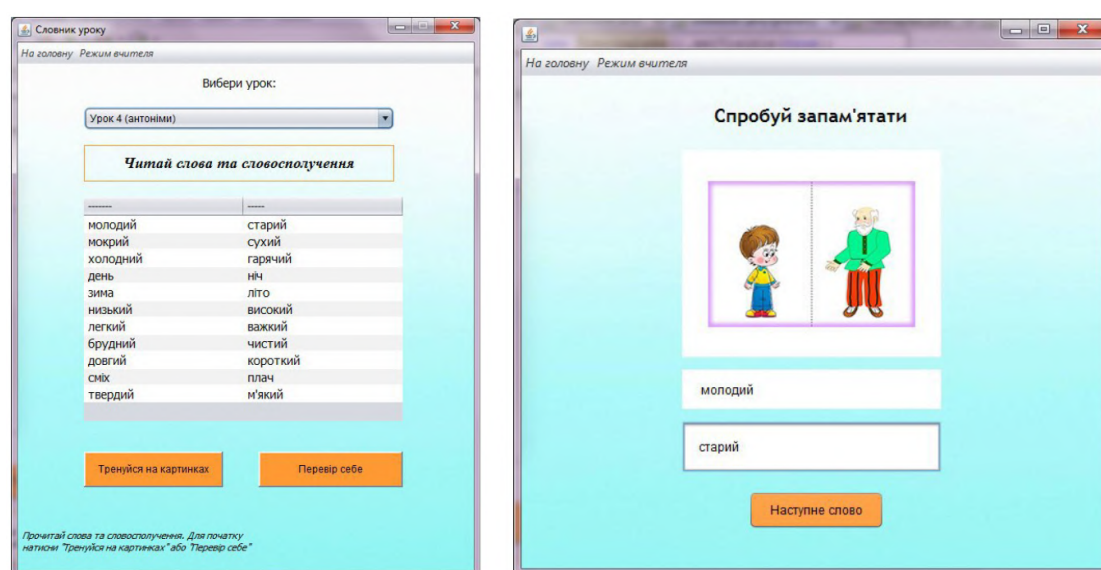 Словник уроку
На головну Режим вчителя
Вибери урок:
Урок 4 (антоніми)
Читай слова та словосполучення
------- -----
молодий старий
мокрий сухий
холодний гарячий
день ніч
зима літо
низький високий
легкий важкий
брудний чистий
довгий короткий
сміх плач
твердий м'який
Тренуйся на картинках Перевір себе
Прочитай слова та словосполучення. Для початку
натисни "Тренуйся на картинках" або "Перевір себе"
На головну Режим вчителя
Спробуй запам'ятати
молодий
старий
Наступне слово